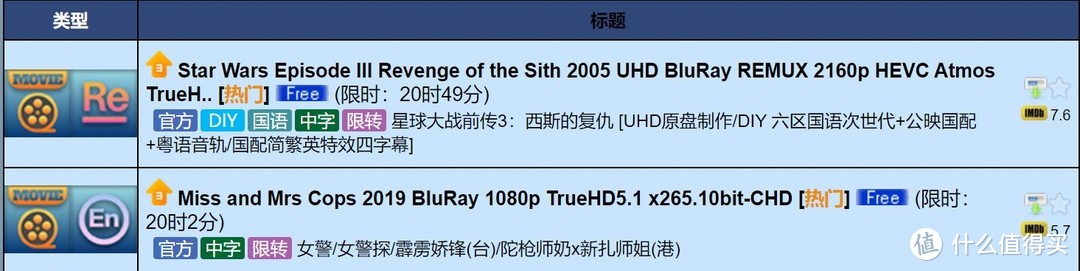 类型 标题
MOVIE Re 3 Star Wars Episode III Revenge of the Sith 2005 UHD BluRay REMUX 2160p HEVC Atmos
TrueH.. [热门] Free (限时：20时49分)
官方 DIY 国语 中字 限转 星球大战前传3：西斯的复仇 [UHD原盘制作/DIY 六区国语次世代+公映国配
+粤语音轨/国配简繁英特效四字幕]
IMDb 7.6
MOVIE En 3 Miss and Mrs Cops 2019 BluRay 1080p TrueHD5.1 x265.10bit-CHD [热门] Free (限时：
20时2分)
官方 中字 限转 女警/女警探/霹雳娇锋(台)/陀枪师奶x新扎师姐(港)
IMDb 5.7
值 什么值得买